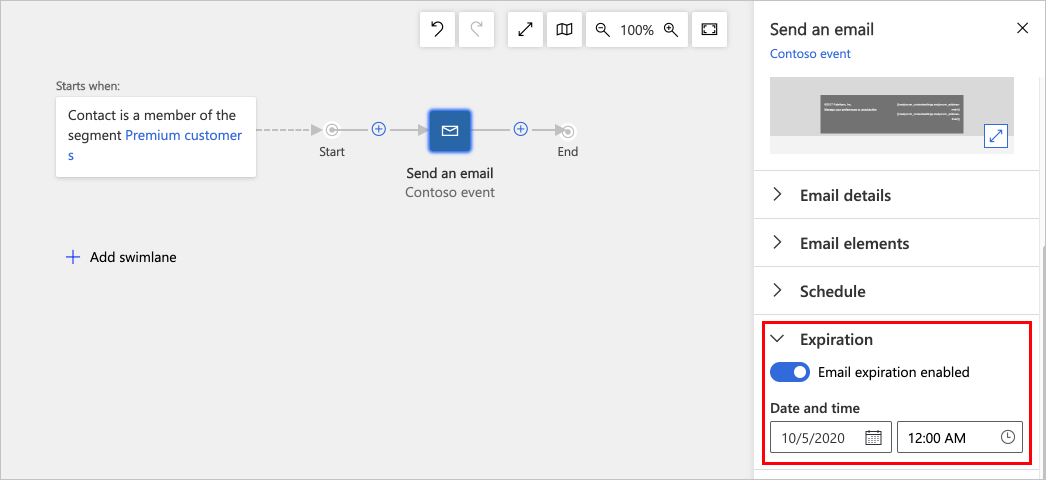 100%
Starts when:
Contact is a member of the
segment Premium customer
s
Start
Send an email
Contoso event
End
Add swimlane
Send an email
Contoso event
Email details
Email elements
Schedule
Expiration
Email expiration enabled
Date and time
10/5/2020
12:00 AM